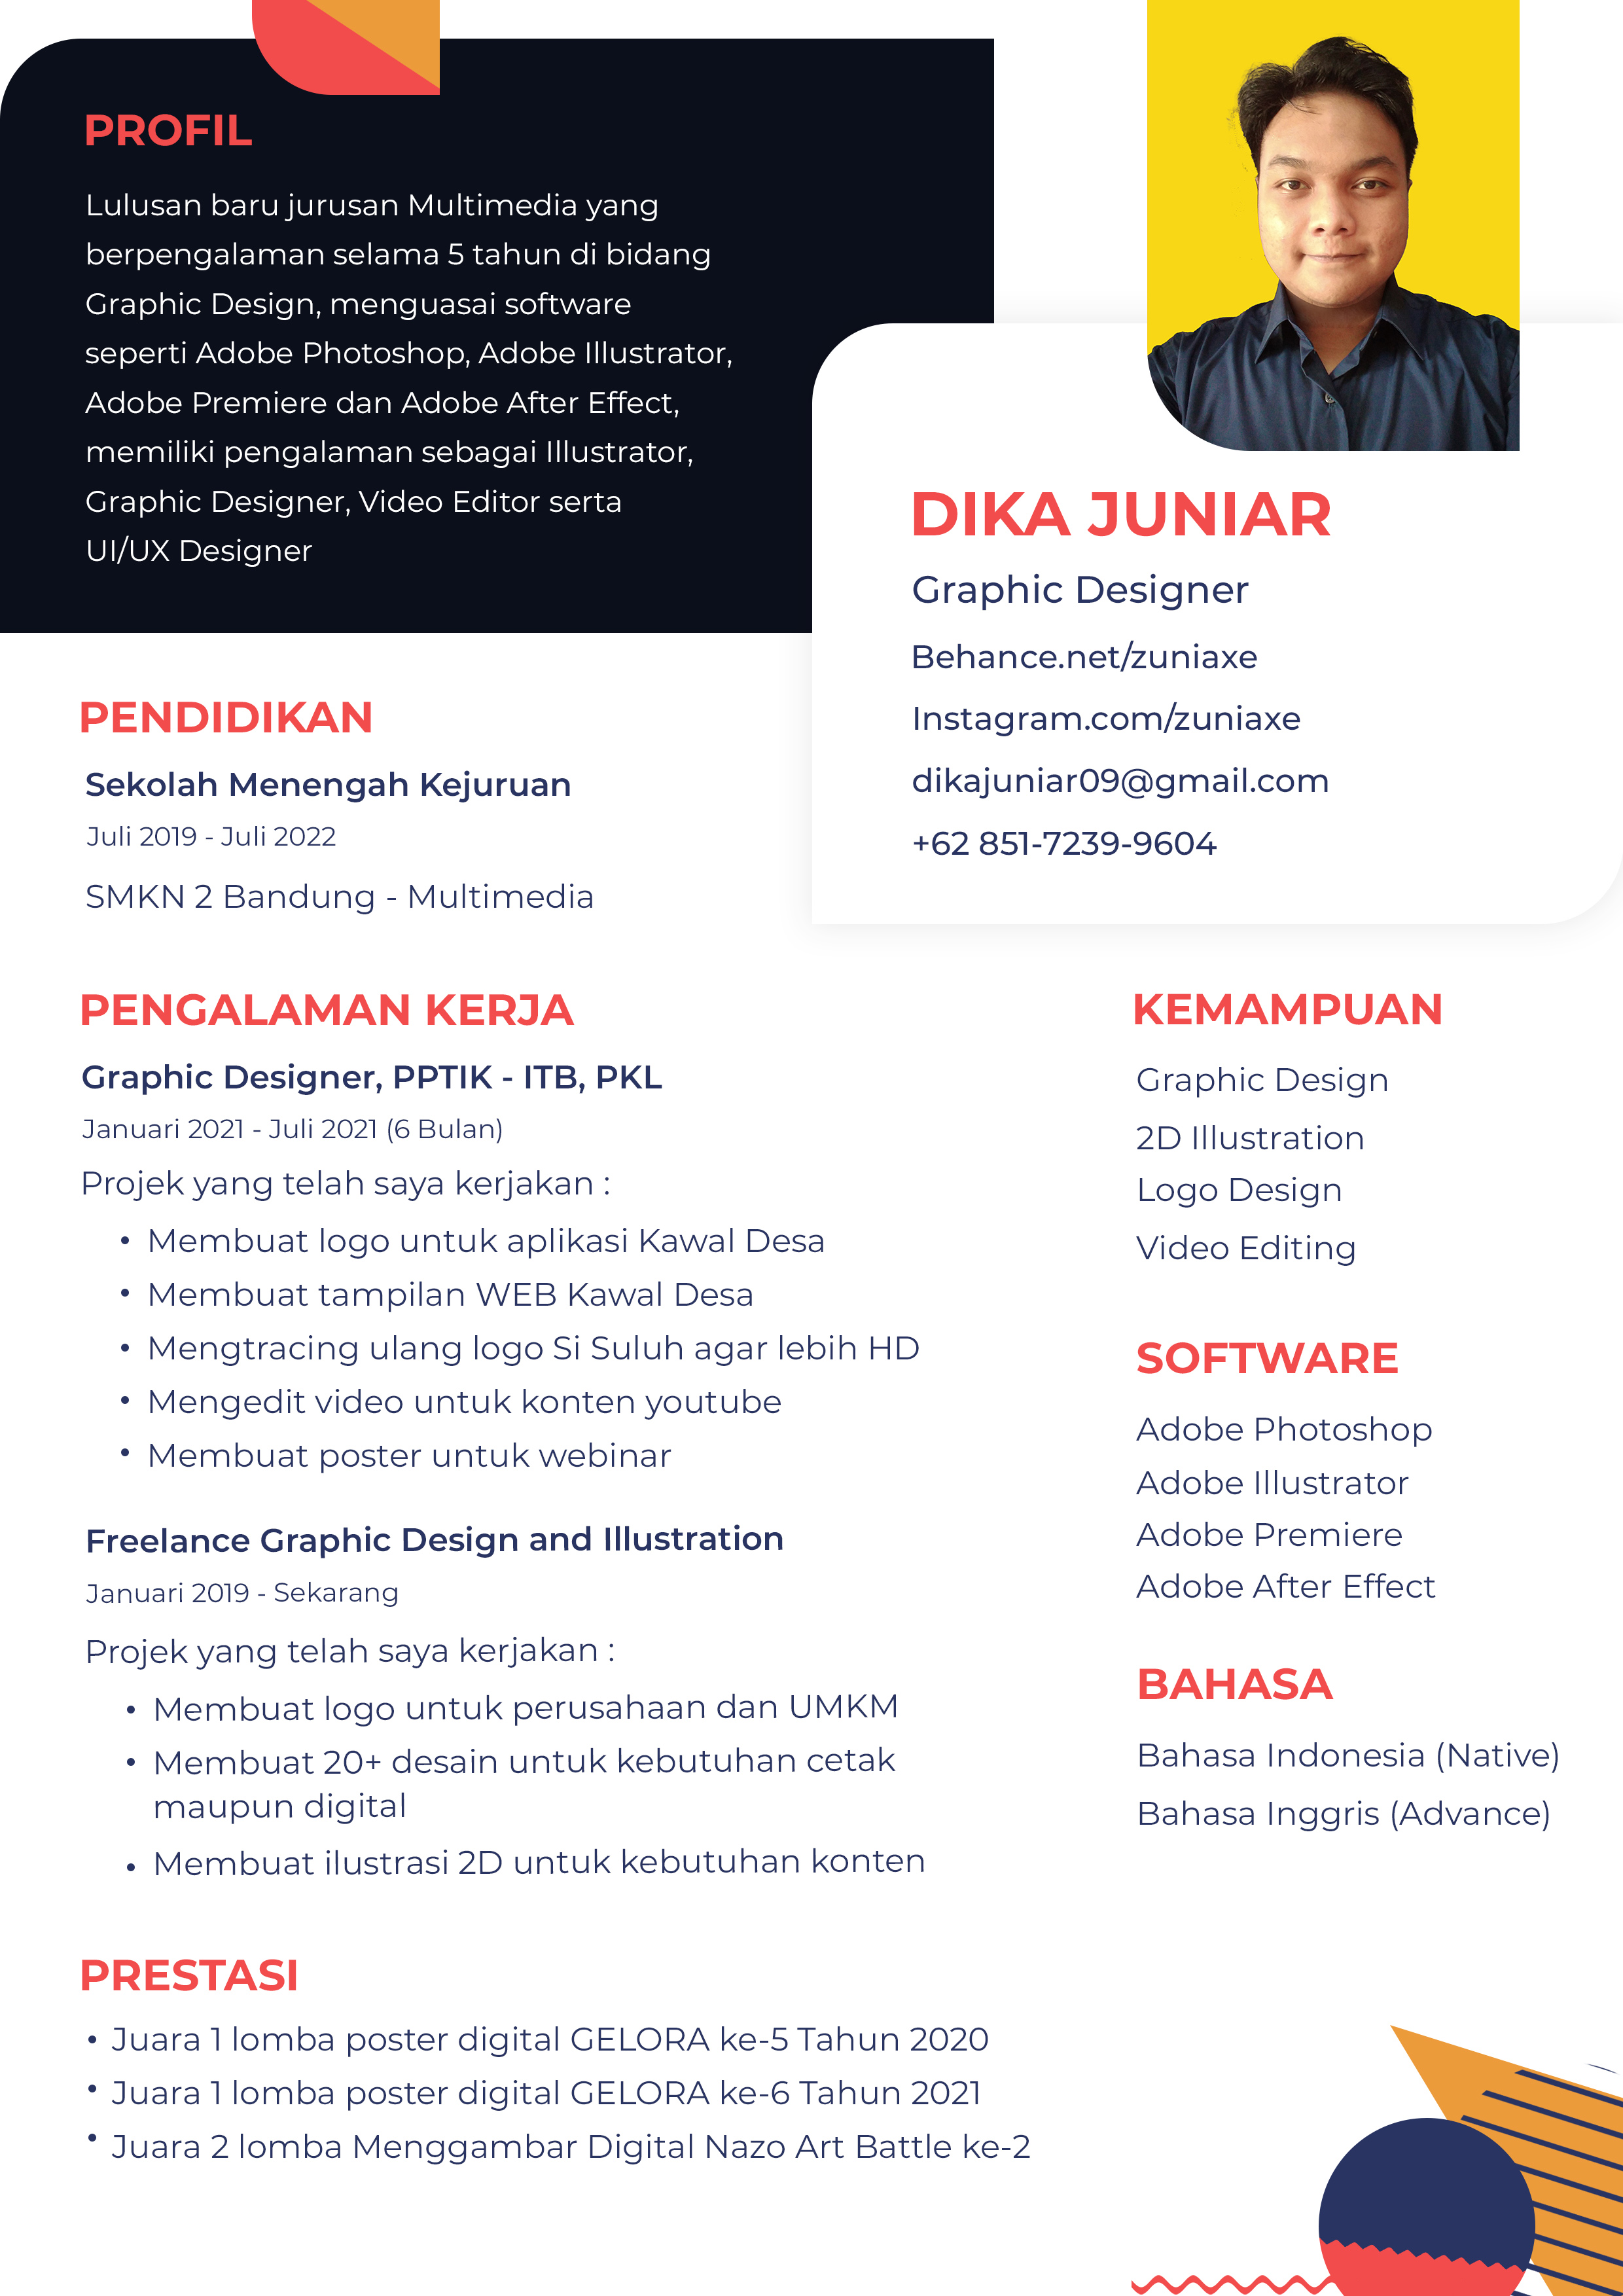 PROFIL
Lulusan baru jurusan Multimedia yang
berpengalaman selama 5 tahun di bidang
Graphic Design, menguasai software
seperti Adobe Photoshop, Adobe Illustrator,
Adobe Premiere dan Adobe After Effect,
memiliki pengalaman sebagai Illustrator,
Graphic Designer, Video Editor serta
UI/UX Designer
DIKA JUNIAR
Graphic Designer
Behance.net/zuniaxe
Instagram.com/zuniaxe
dikajuniar09@gmail.com
+62 851-7239-9604
PENDIDIKAN
Sekolah Menengah Kejuruan
Juli 2019 - Juli 2022
SMKN 2 Bandung - Multimedia
PENGALAMAN KERJA
Graphic Designer, PPTIK - ITB, PKL
Januari 2021 - Juli 2021 (6 Bulan)
Projek yang telah saya kerjakan :
• Membuat logo untuk aplikasi Kawal Desa
• Membuat tampilan WEB Kawal Desa
• Mengtracing ulang logo Si Suluh agar lebih HD
• Mengedit video untuk konten youtube
• Membuat poster untuk webinar
Freelance Graphic Design and Illustration
Januari 2019 - Sekarang
Projek yang telah saya kerjakan :
• Membuat logo untuk perusahaan dan UMKM
• Membuat 20+ desain untuk kebutuhan cetak
maupun digital
• Membuat ilustrasi 2D untuk kebutuhan konten
PRESTASI
• Juara 1 lomba poster digital GELORA ke-5 Tahun 2020
• Juara 1 lomba poster digital GELORA ke-6 Tahun 2021
• Juara 2 lomba Menggambar Digital Nazo Art Battle ke-2
KEMAMPUAN
Graphic Design
2D Illustration
Logo Design
Video Editing
SOFTWARE
Adobe Photoshop
Adobe Illustrator
Adobe Premiere
Adobe After Effect
BAHASA
Bahasa Indonesia (Native)
Bahasa Inggris (Advance)